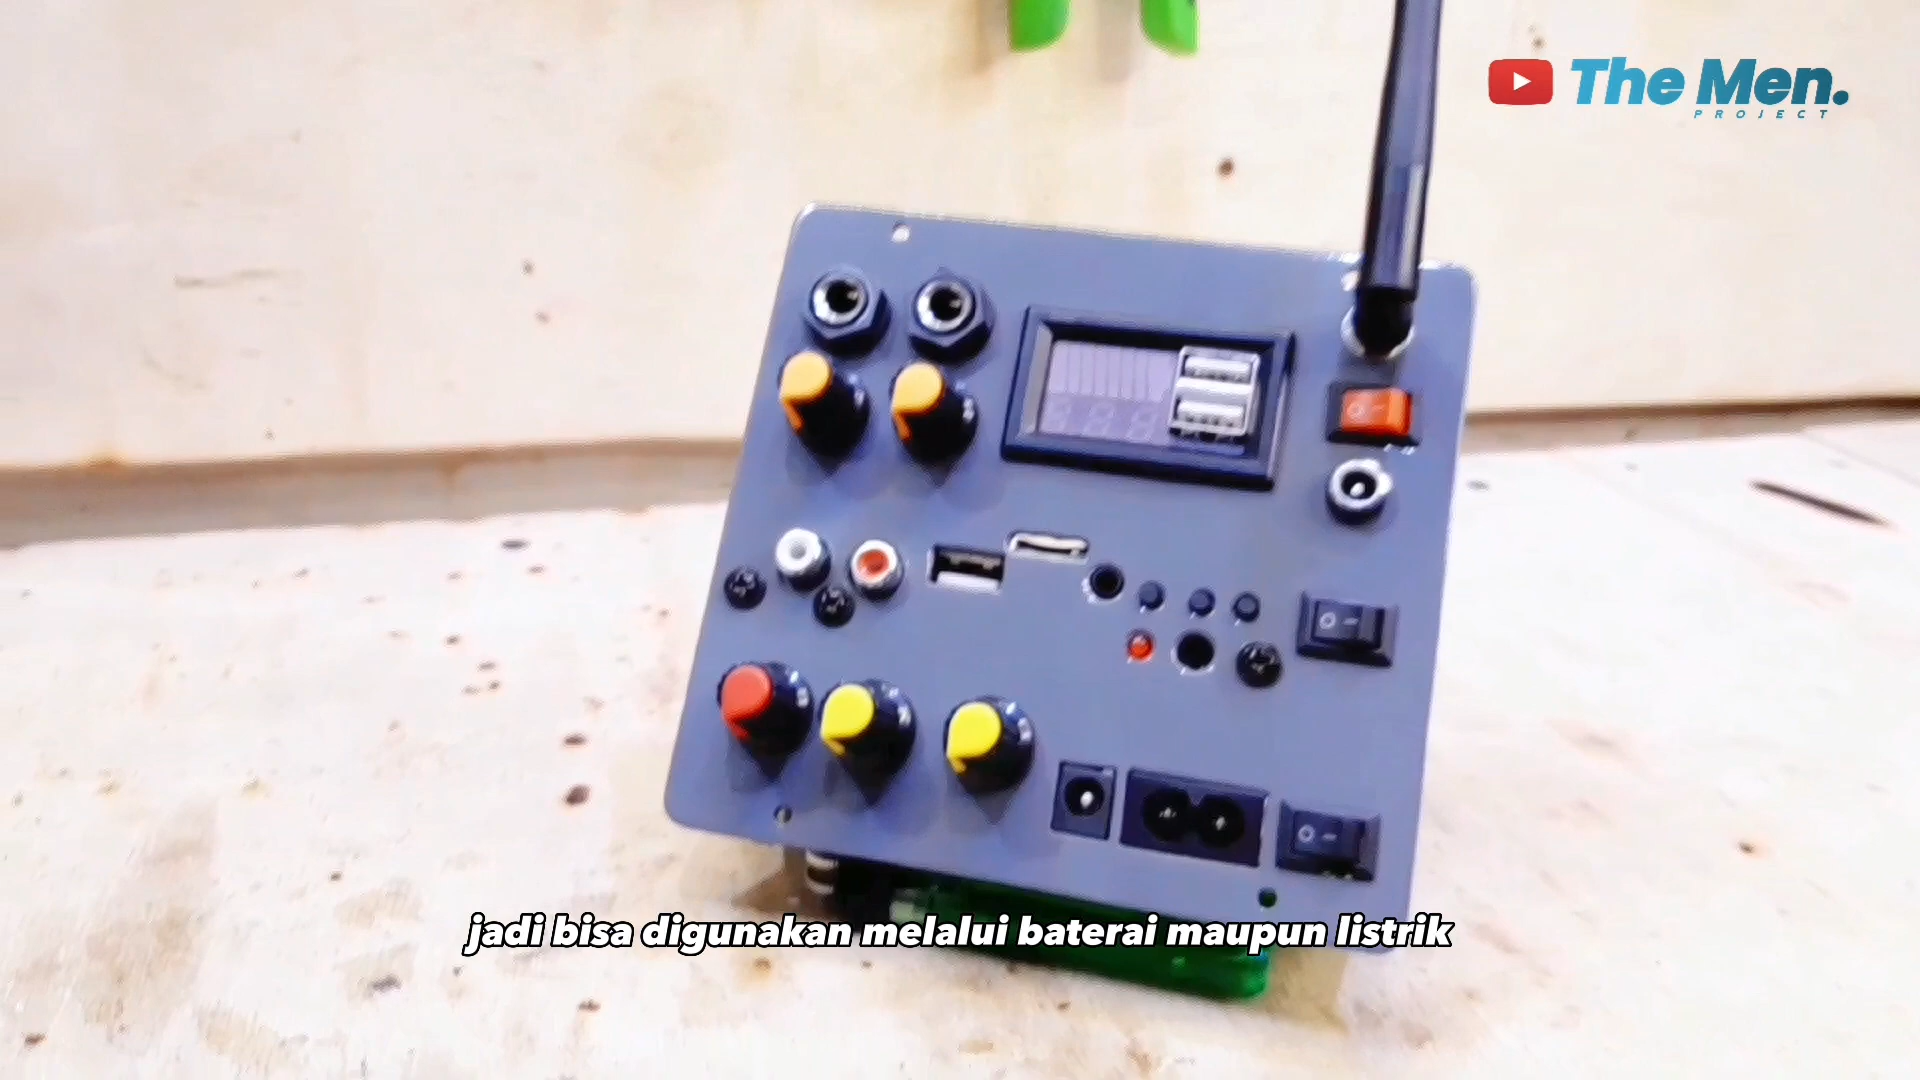 The Men.
PROJECT
jadi bisa digunakan melalui baterai maupun listrik